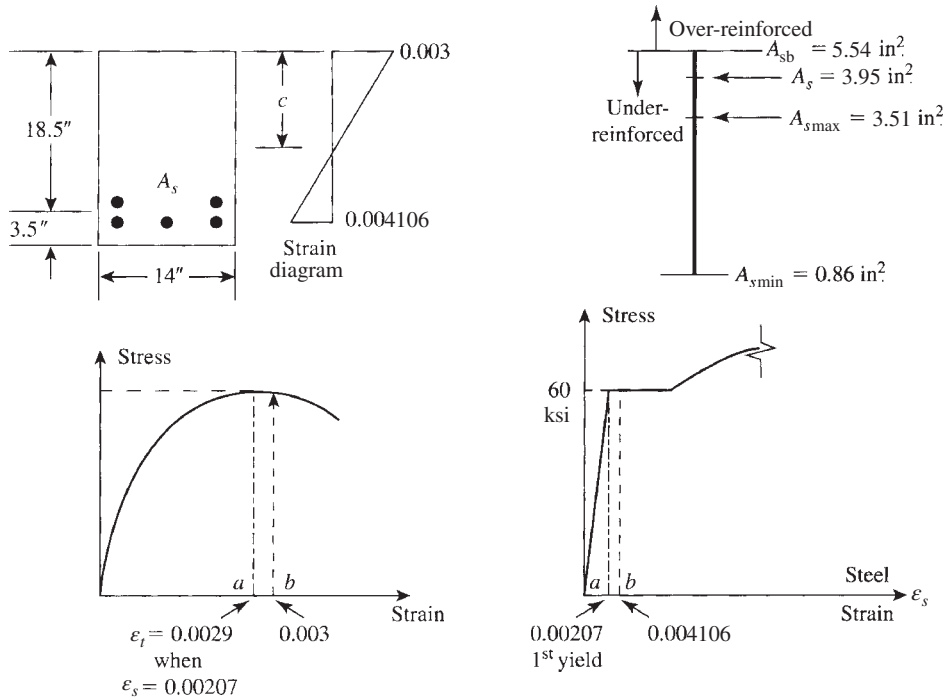 0.003
18.5″
c
A_s
3.5″
0.004106
Strain
diagram
14″
Over-reinforced
A_sb = 5.54 in².
A_s = 3.95 in².
Under-
reinforced
A_smax = 3.51 in².
A_smin = 0.86 in².
Stress
a
b
Strain
ε_t = 0.0029
when
ε_s = 0.00207
0.003
Stress
60
ksi
a
b
Steel
Strain
ε_s
0.00207
1st yield
0.004106